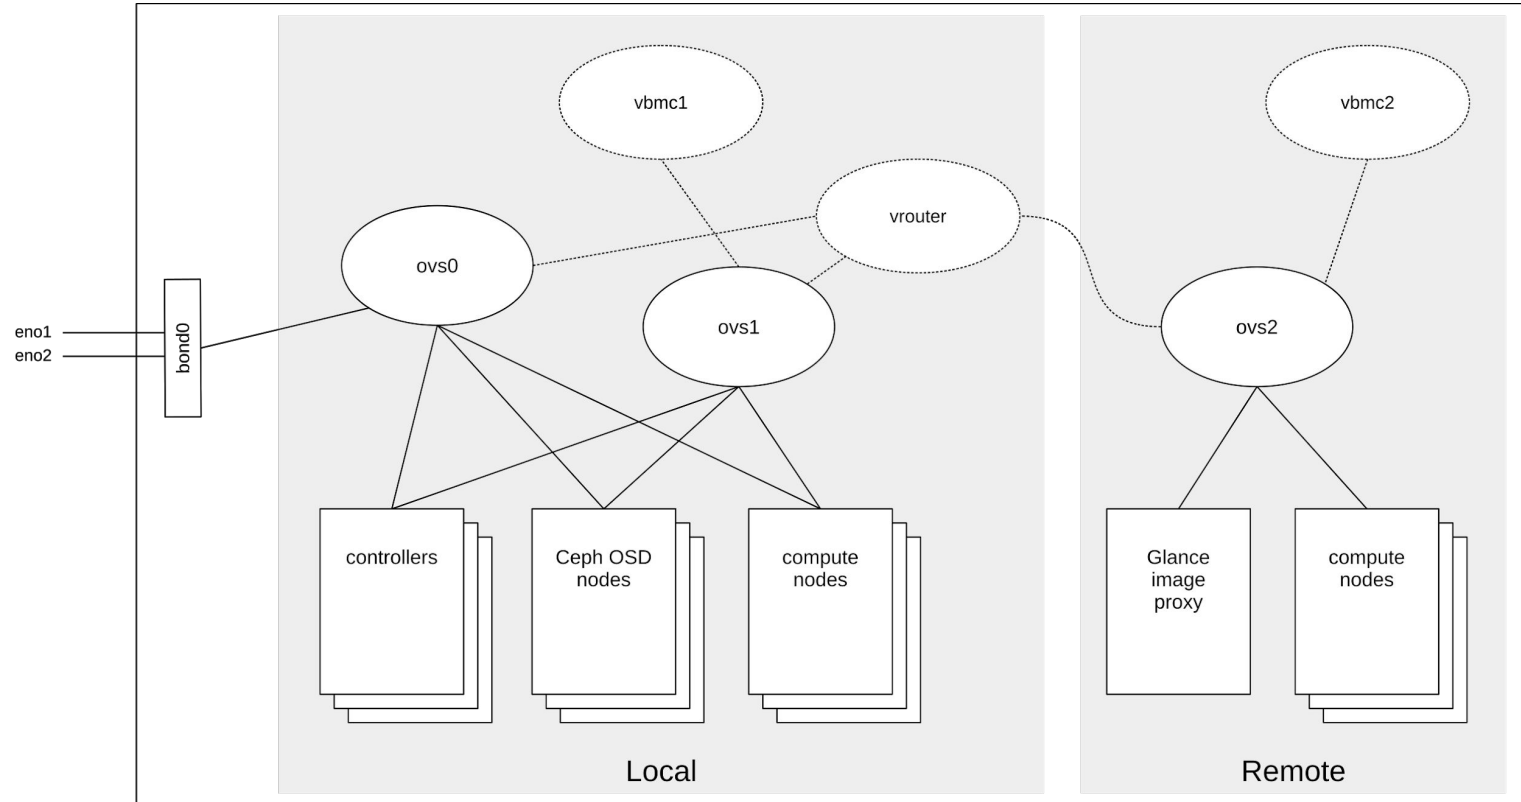 vbmc1
vbmc2
vrouter
ovs0
ovs1
ovs2
eno1
eno2
bond0
controllers
Ceph OSD
nodes
compute
nodes
Glance
image
proxy
compute
nodes
Local
Remote